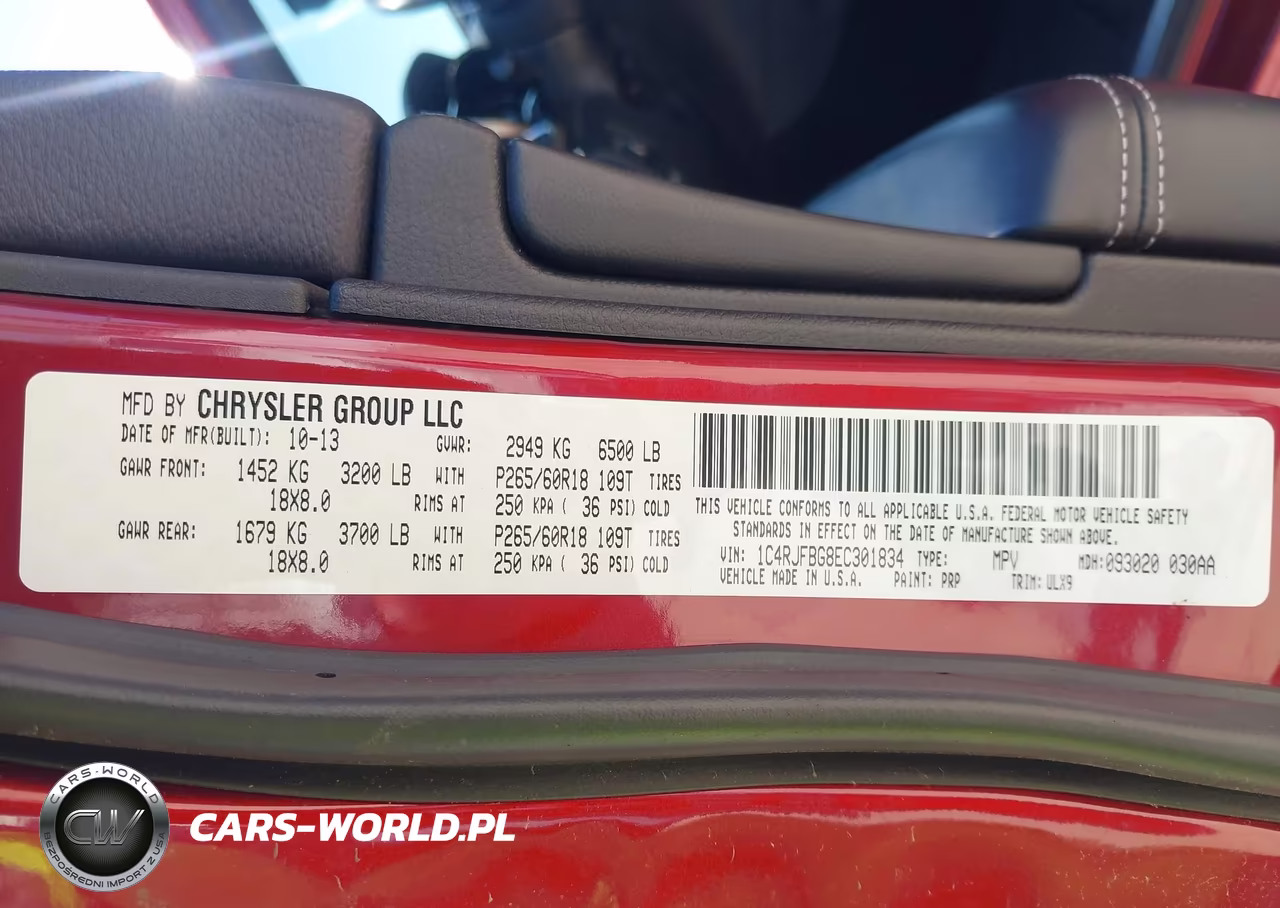 MFD BY CHRYSLER GROUP LLC
DATE OF MFR(BUILT): 10-13 GVWR: 2949 KG 6500 LB
GAWR FRONT: 1452 KG 3200 LB WITH P265/60R18 109T TIRES
18X8.0 RIMS AT 250 KPA ( 36 PSI) COLD
GAWR REAR: 1679 KG 3700 LB WITH P265/60R18 109T TIRES
18X8.0 RIMS AT 250 KPA ( 36 PSI) COLD
THIS VEHICLE CONFORMS TO ALL APPLICABLE U.S.A. FEDERAL MOTOR VEHICLE SAFETY
STANDARDS IN EFFECT ON THE DATE OF MANUFACTURE SHOWN ABOVE.
VIN: 1C4RJFBG8EC301834 TYPE: MPV MDH:093020 030AA
VEHICLE MADE IN U.S.A. PAINT: PRP TRIM: ULX9
CARS-WORLD
CW
BEZPOŚREDNI IMPORT Z USA
CARS-WORLD.PL